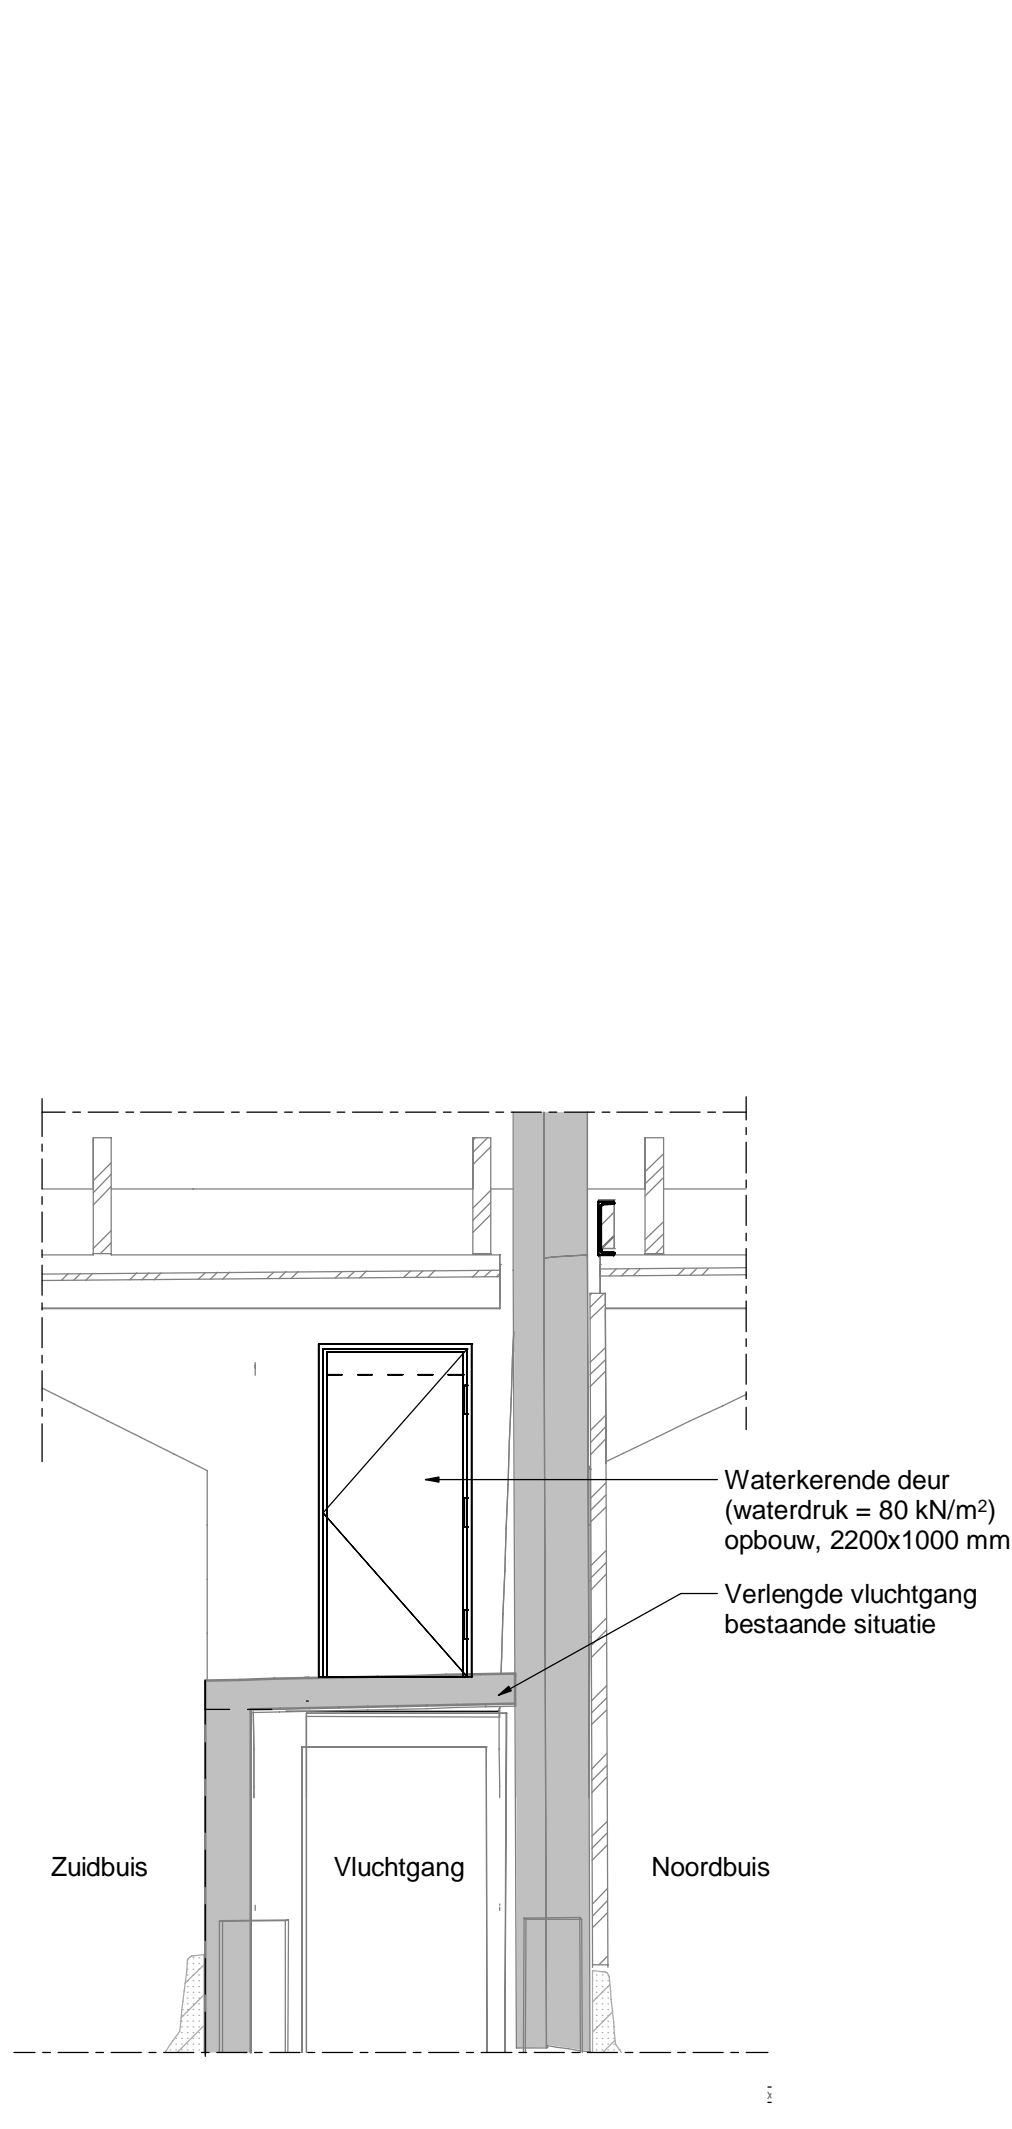 Waterkerende deur
(waterdruk = 80 kN/m²)
opbouw, 2200x1000 mm
Verlengde vluchtgang
bestaande situatie
Zuidbuis
Vluchtgang
Noordbuis